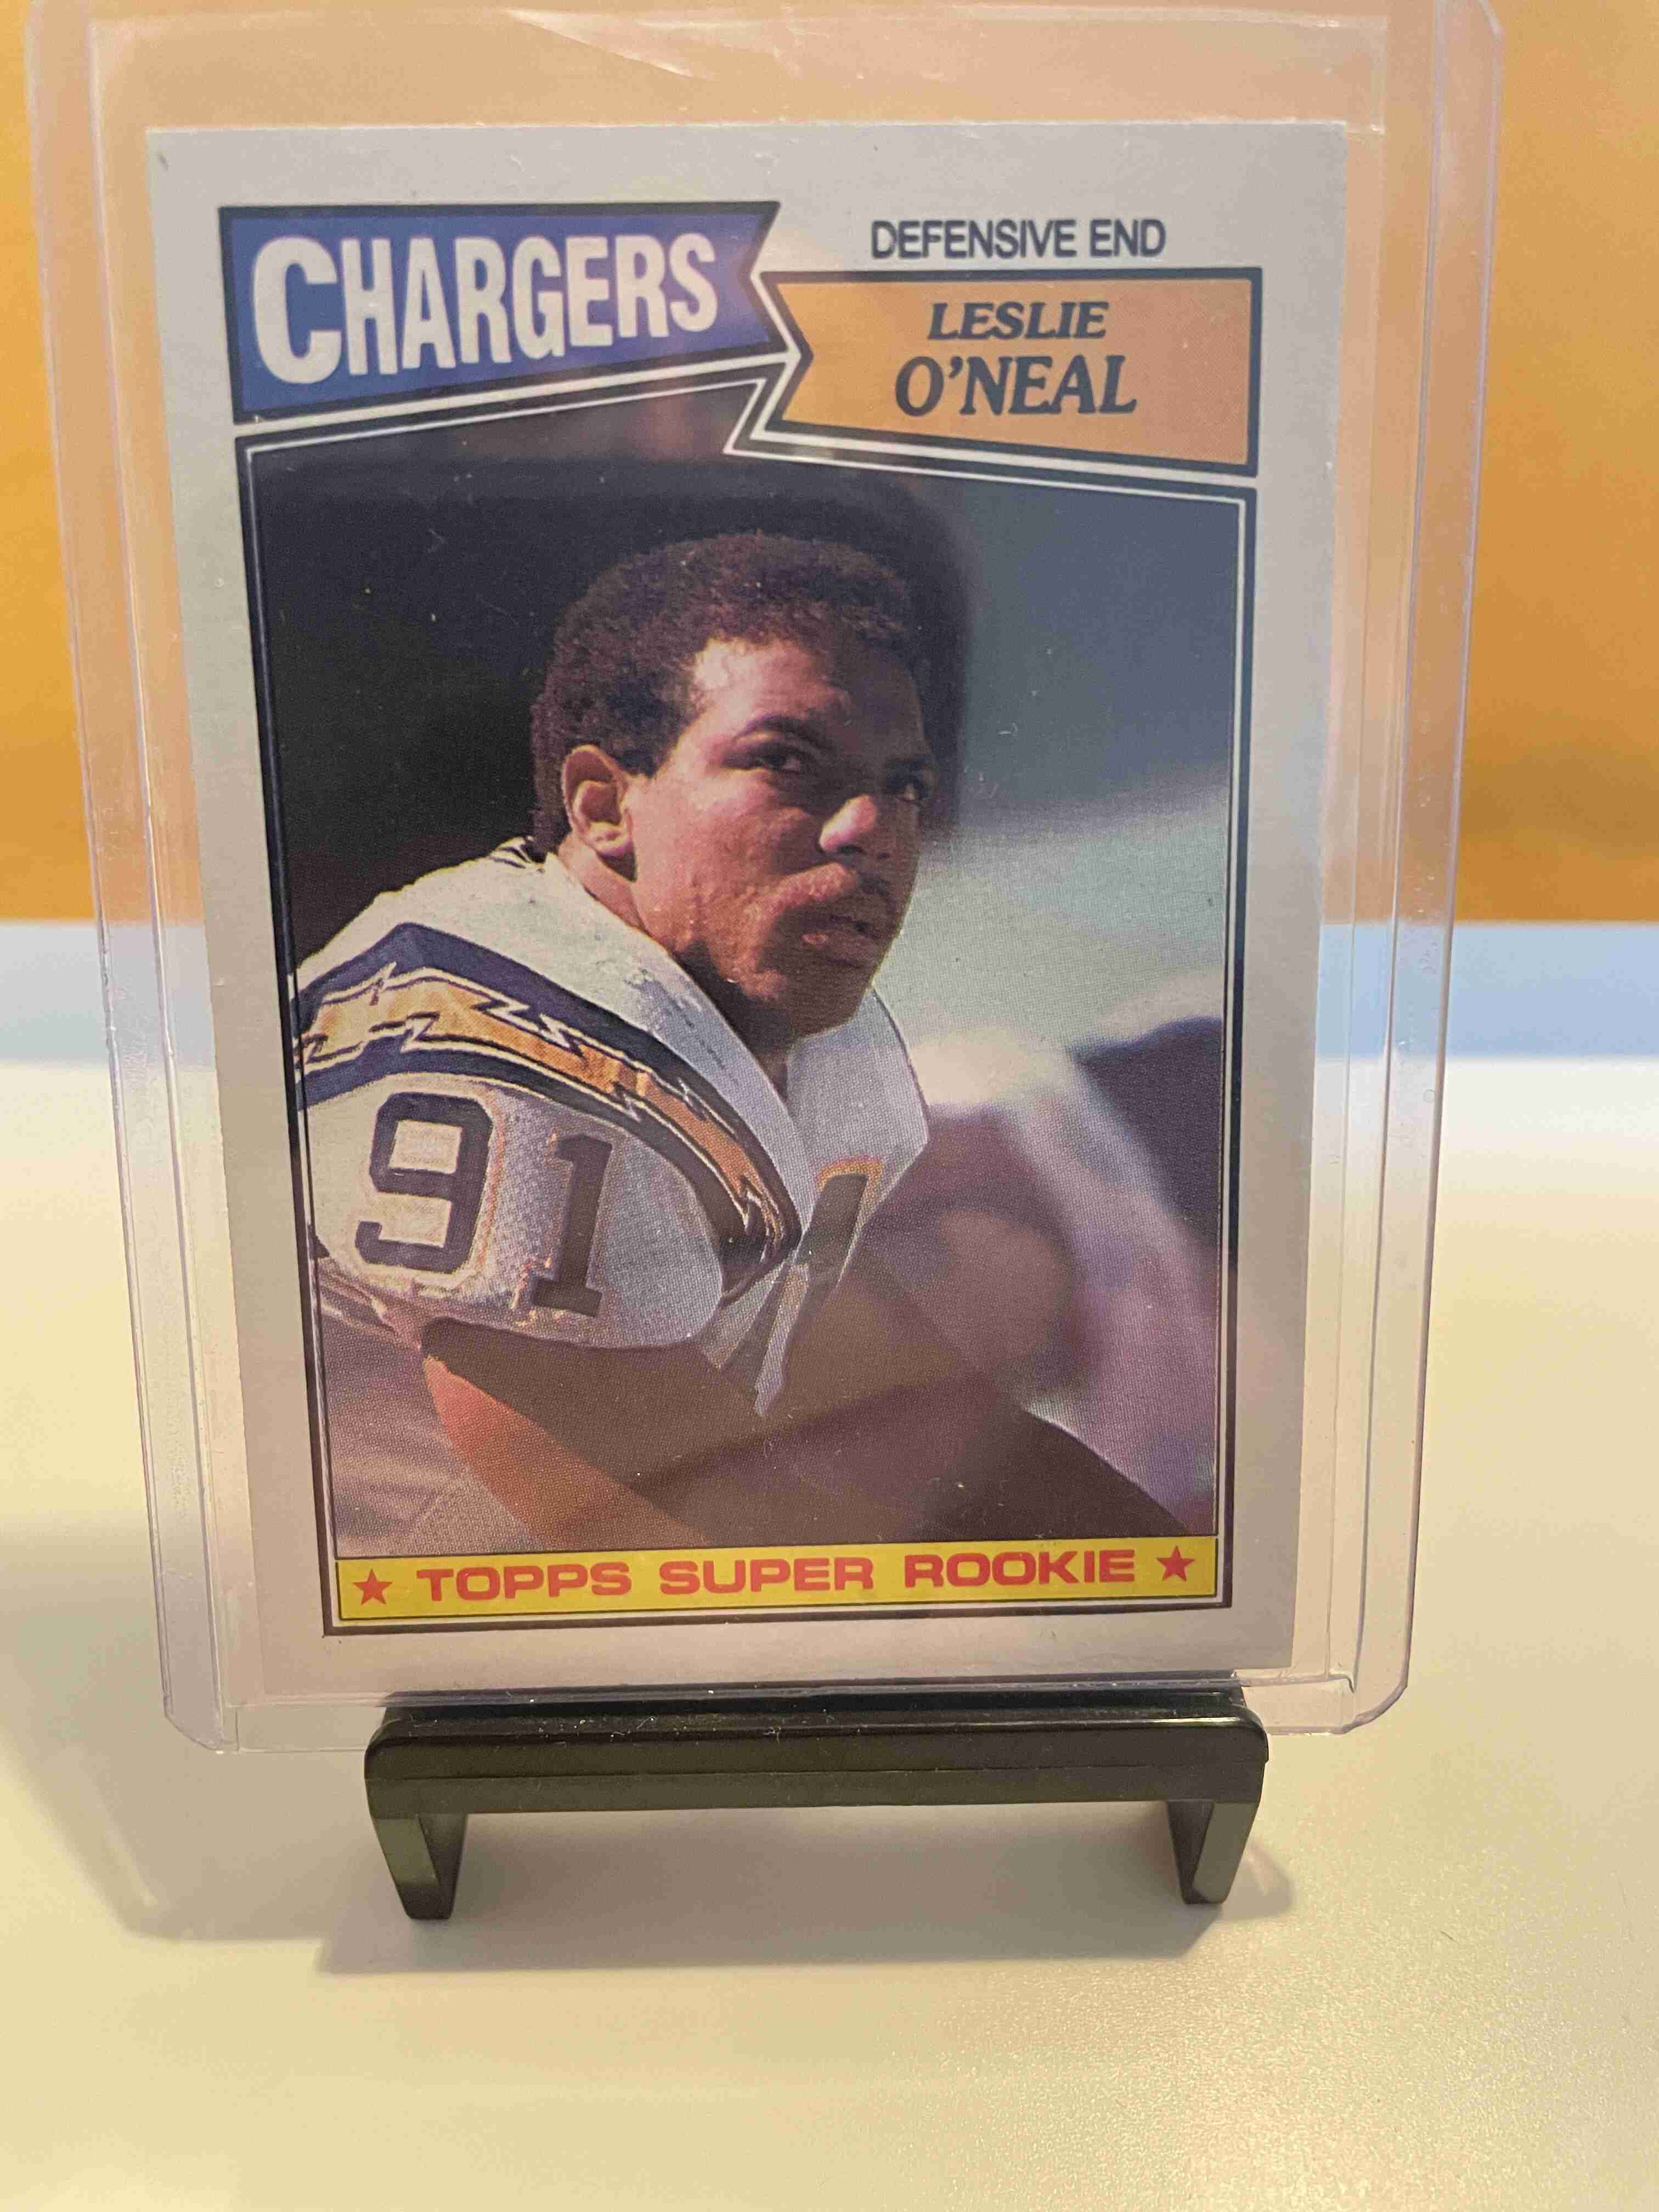 CHARGERS
DEFENSIVE END
LESLIE
O'NEAL
91
★ TOPPS SUPER ROOKIE ★